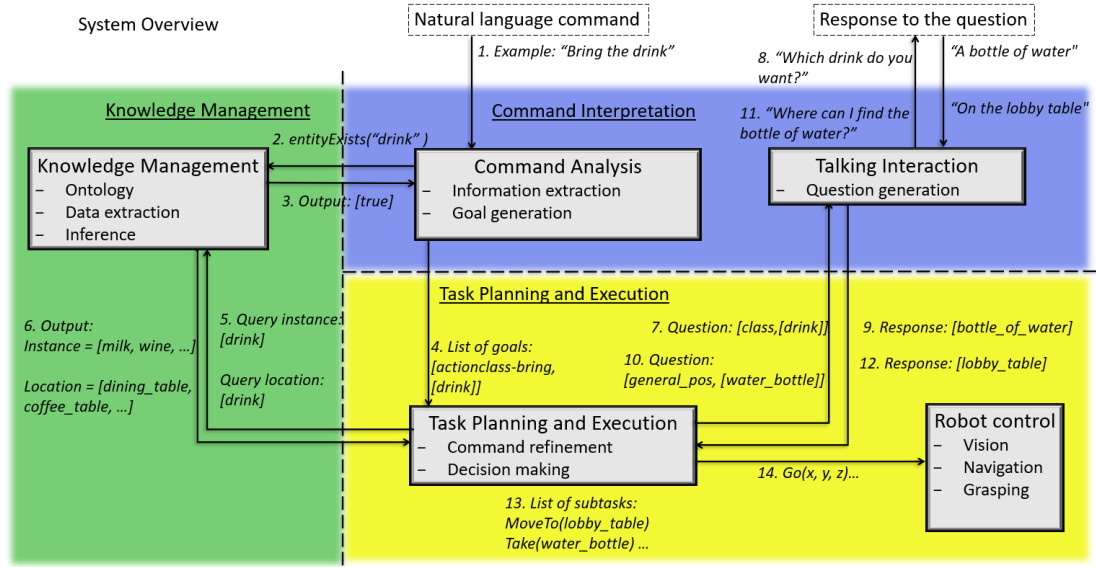 System Overview
Natural language command
Response to the question
1. Example: “Bring the drink”
8. “Which drink do you
want?”
“A bottle of water"
Knowledge Management
Command Interpretation
11. “Where can I find the
bottle of water?”
“On the lobby table"
2. entityExists(“drink” )
Knowledge Management
– Ontology
– Data extraction
– Inference
3. Output: [true]
Command Analysis
– Information extraction
– Goal generation
Talking Interaction
– Question generation
Task Planning and Execution
6. Output:
Instance = [milk, wine, ...]
Location = [dining_table,
coffee_table, ...]
5. Query instance:
[drink]
Query location:
[drink]
4. List of goals:
[actionclass-bring,
[drink]]
7. Question: [class,[drink]]
10. Question:
[general_pos, [water_bottle]]
9. Response: [bottle_of_water]
12. Response: [lobby_table]
Task Planning and Execution
– Command refinement
– Decision making
Robot control
– Vision
– Navigation
– Grasping
14. Go(x, y, z)...
13. List of subtasks:
MoveTo(lobby_table)
Take(water_bottle) ...